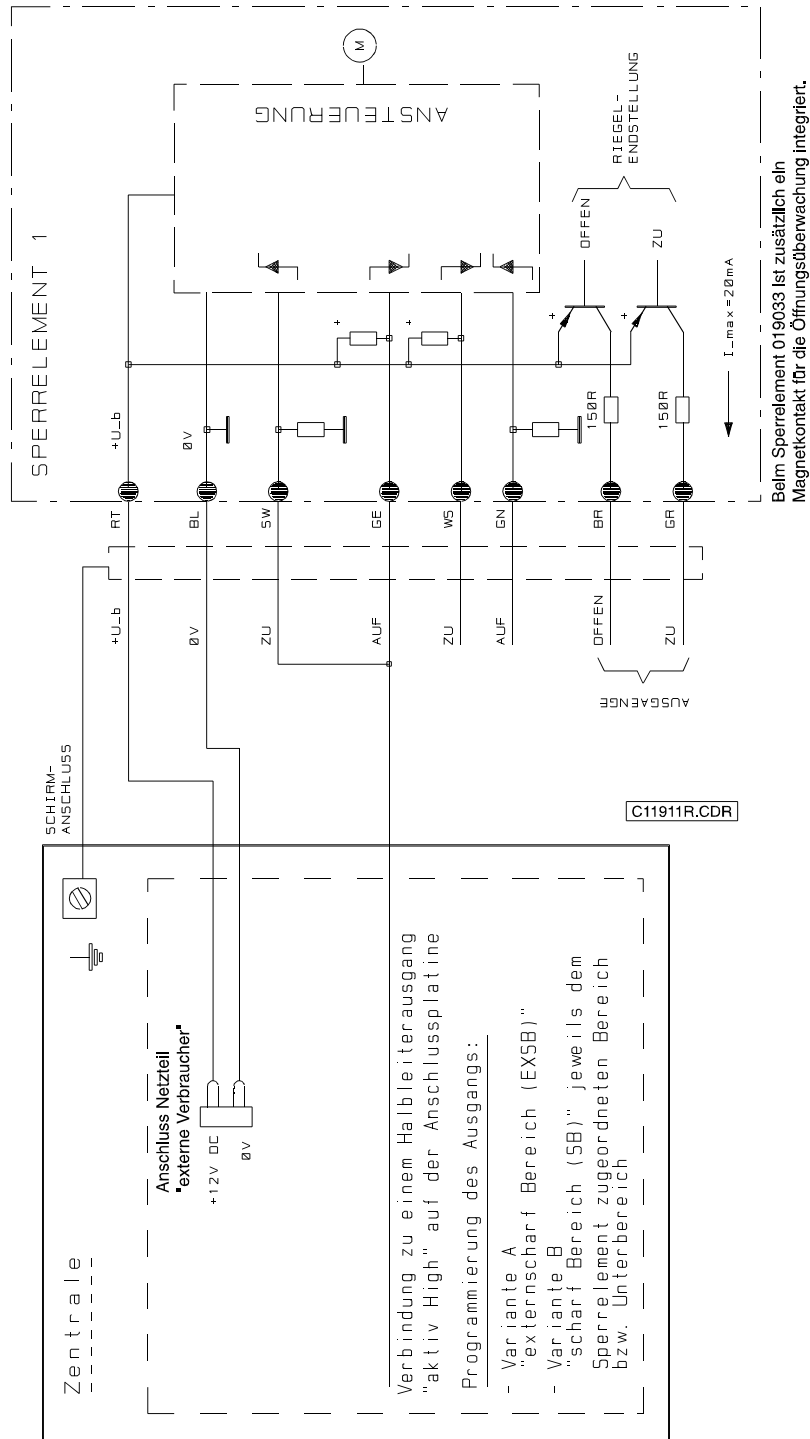 SPERRELEMENT 1
M
ANSTEUERUNG
+U_b
0V
RIEGEL-
ENDSTELLUNG
OFFEN
ZU
+
+
+
+
150R
150R
I_max=20mA
RT
BL
SW
GE
WS
GN
BR
GR
+U_b
0V
ZU
AUF
ZU
AUF
OFFEN
ZU
AUSGAENGE
SCHIRM-
ANSCHLUSS
C11911R.CDR
Zentrale
Anschluss Netzteil
"externe Verbraucher"
+12V DC
0V
Verbindung zu einem Halbleiterausgang
"aktiv High" auf der Anschlussplatine
Programmierung des Ausgangs:
- Variante A
"externscharf Bereich (EXSB)"
- Variante B
"scharf Bereich (SB)" jeweils dem
Sperrelement zugeordneten Bereich
bzw. Unterbereich
Beim Sperrelement 019033 ist zusätzlich ein
Magnetkontakt für die Öffnungsüberwachung integriert.